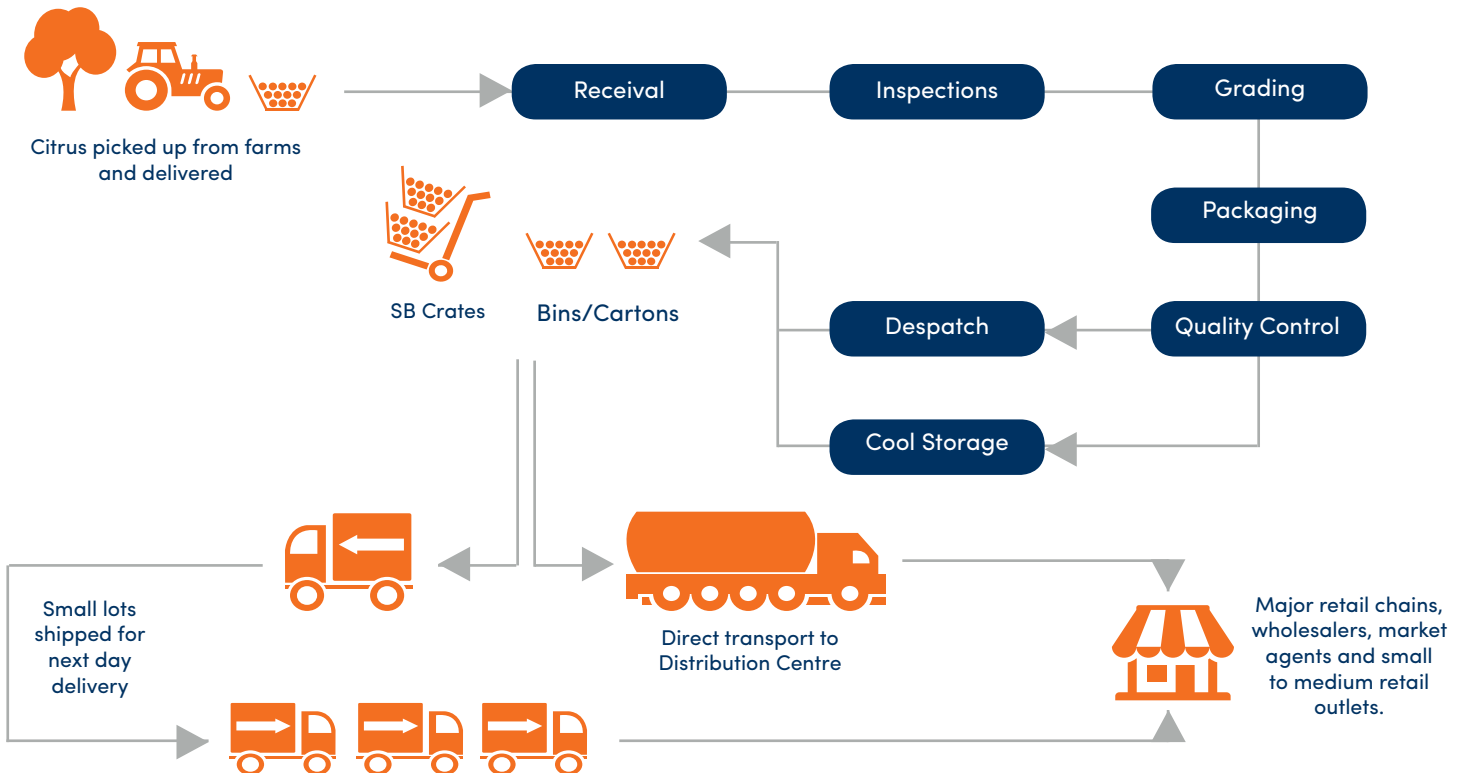 Citrus picked up from farms
and delivered
Receival
Inspections
Grading
Packaging
Quality Control
Despatch
Cool Storage
SB Crates
Bins/Cartons
Small lots
shipped for
next day
delivery
Direct transport to
Distribution Centre
Major retail chains,
wholesalers, market
agents and small
to medium retail
outlets.